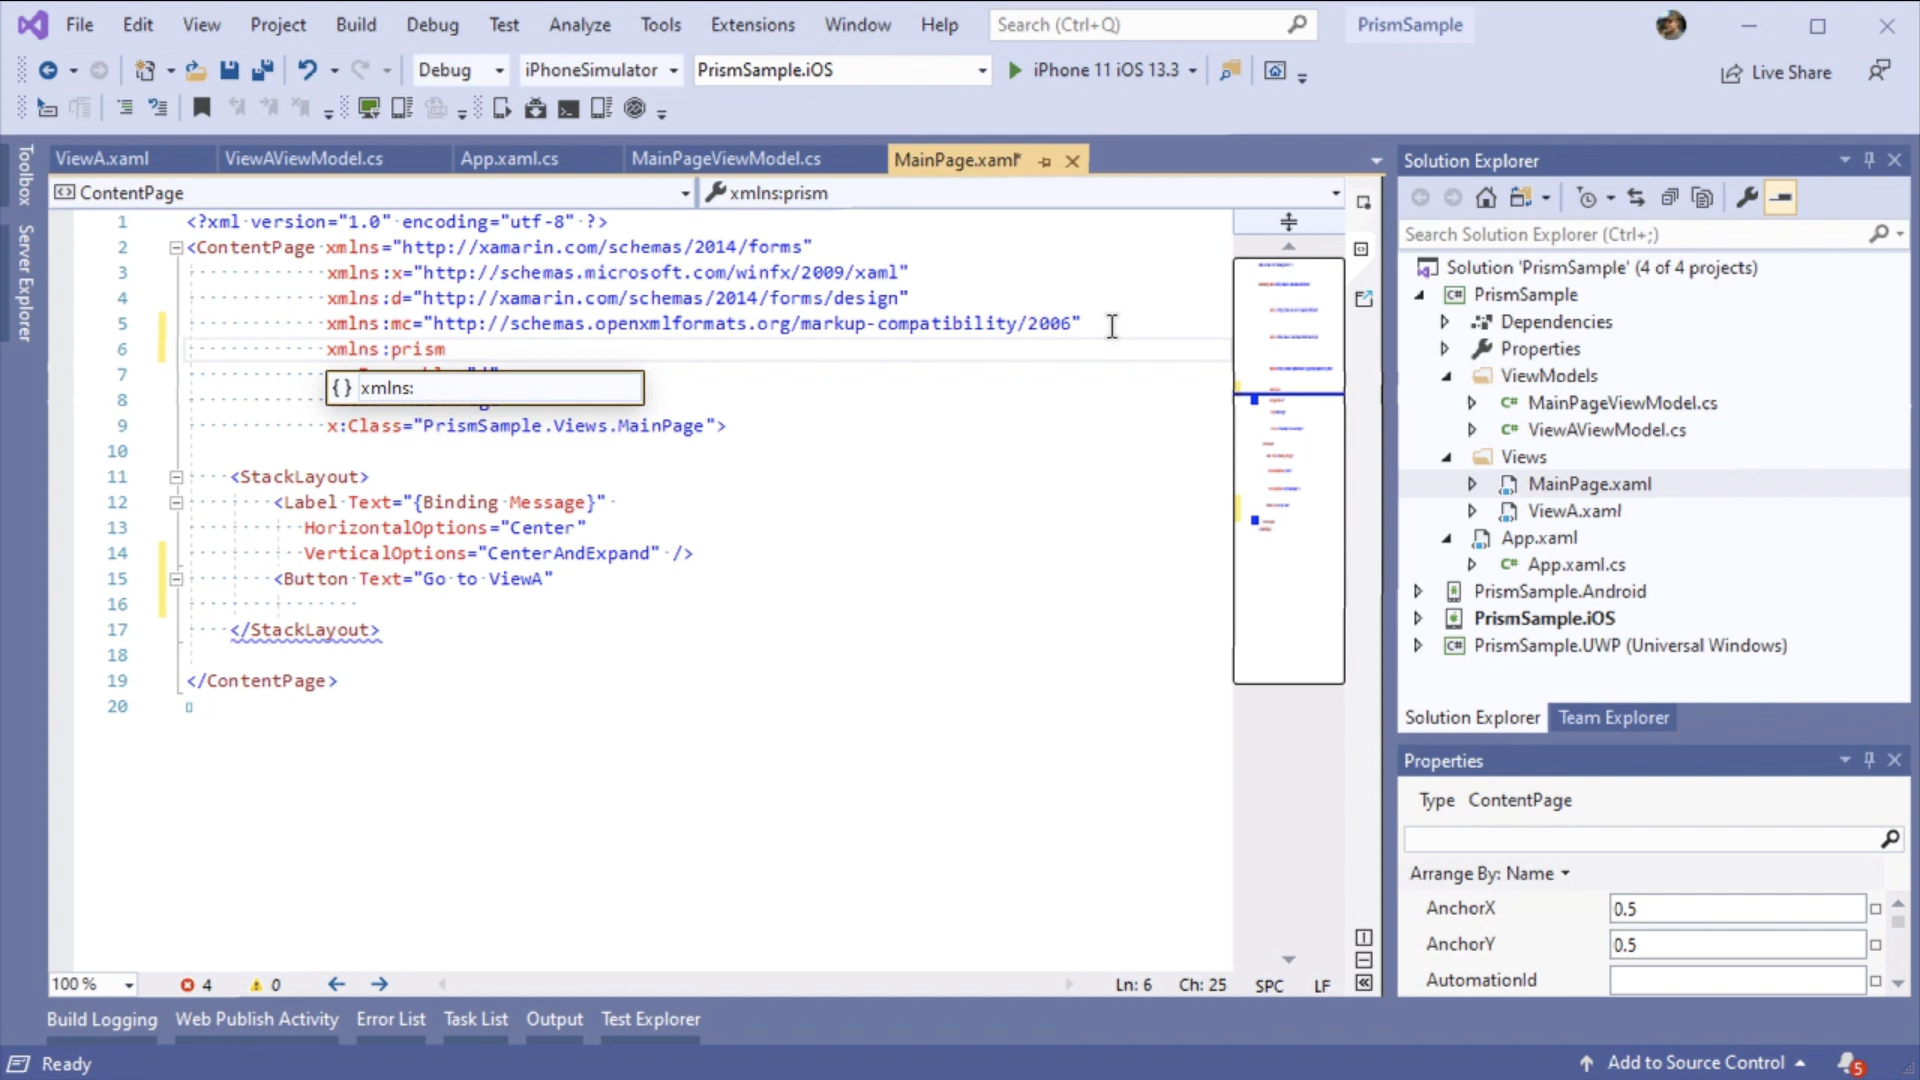 File Edit View Project Build Debug Test Analyze Tools Extensions Window Help Search (Ctrl+Q) PrismSample
Debug iPhoneSimulator PrismSample.iOS iPhone 11 iOS 13.3 Live Share
Toolbox
Server Explorer
ViewA.xaml ViewAViewModel.cs App.xaml.cs MainPageViewModel.cs MainPage.xaml*
ContentPage xmlns:prism
1 <?xml version="1.0" encoding="utf-8" ?>
2 <ContentPage xmlns="http://xamarin.com/schemas/2014/forms"
3 xmlns:x="http://schemas.microsoft.com/winfx/2009/xaml"
4 xmlns:d="http://xamarin.com/schemas/2014/forms/design"
5 xmlns:mc="http://schemas.openxmlformats.org/markup-compatibility/2006"
6 xmlns:prism
7
{} xmlns:
8
9 x:Class="PrismSample.Views.MainPage">
10
11 <StackLayout>
12 <Label Text="{Binding Message}"
13 HorizontalOptions="Center"
14 VerticalOptions="CenterAndExpand" />
15 <Button Text="Go to ViewA"
16
17 </StackLayout>
18
19 </ContentPage>
20
100 % 4 0 Ln: 6 Ch: 25 SPC LF
Solution Explorer
Search Solution Explorer (Ctrl+;)
Solution 'PrismSample' (4 of 4 projects)
C# PrismSample
Dependencies
Properties
ViewModels
C# MainPageViewModel.cs
C# ViewAViewModel.cs
Views
MainPage.xaml
ViewA.xaml
App.xaml
C# App.xaml.cs
PrismSample.Android
PrismSample.iOS
C# PrismSample.UWP (Universal Windows)
Solution Explorer Team Explorer
Properties
Type ContentPage
Arrange By: Name
AnchorX 0.5
AnchorY 0.5
AutomationId
Build Logging Web Publish Activity Error List Task List Output Test Explorer
Ready Add to Source Control 5